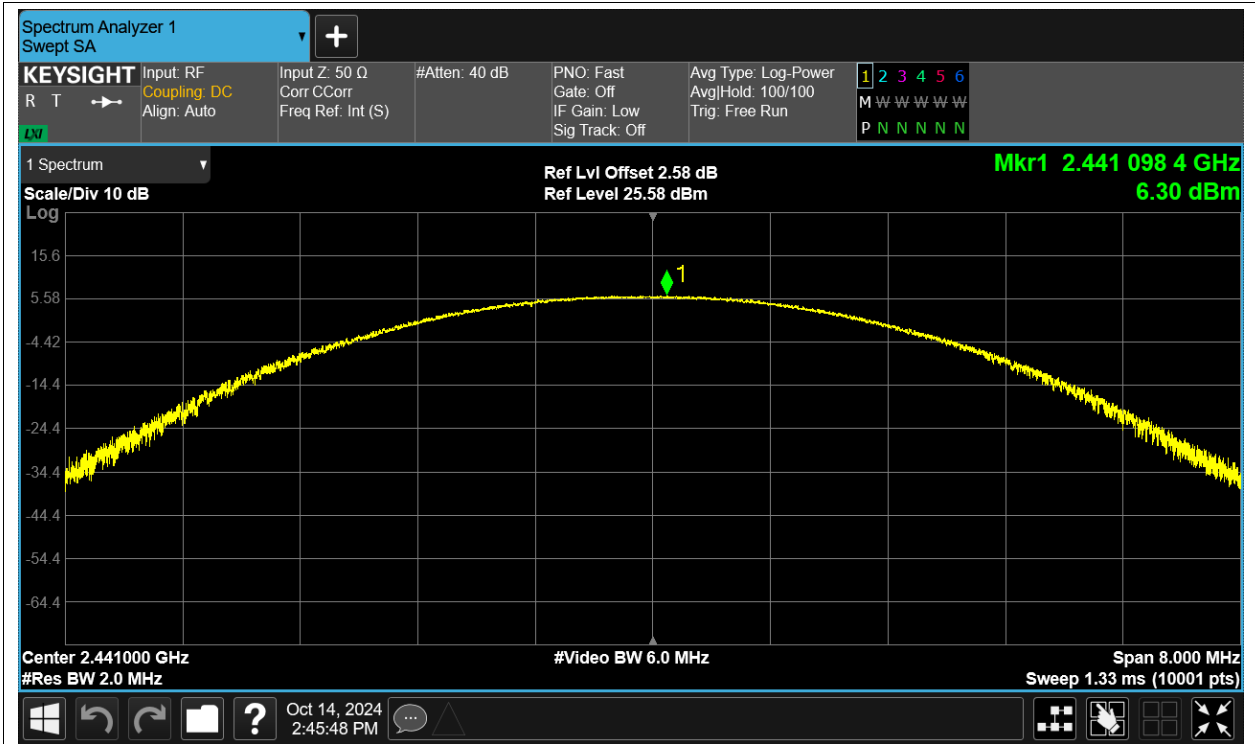 Spectrum Analyzer 1
Swept SA
+
KEYSIGHT
R T
LXI
Input: RF
Coupling: DC
Align: Auto
Input Z: 50 Ω
Corr CCorr
Freq Ref: Int (S)
#Atten: 40 dB
PNO: Fast
Gate: Off
IF Gain: Low
Sig Track: Off
Avg Type: Log-Power
Avg|Hold: 100/100
Trig: Free Run
1 2 3 4 5 6
M W W W W W
P N N N N N
1 Spectrum
Scale/Div 10 dB
Log
Ref Lvl Offset 2.58 dB
Ref Level 25.58 dBm
Mkr1 2.441 098 4 GHz
6.30 dBm
15.6
5.58
-4.42
-14.4
-24.4
-34.4
-44.4
-54.4
-64.4
1
Center 2.441000 GHz
#Res BW 2.0 MHz
#Video BW 6.0 MHz
Span 8.000 MHz
Sweep 1.33 ms (10001 pts)
?
Oct 14, 2024
2:45:48 PM